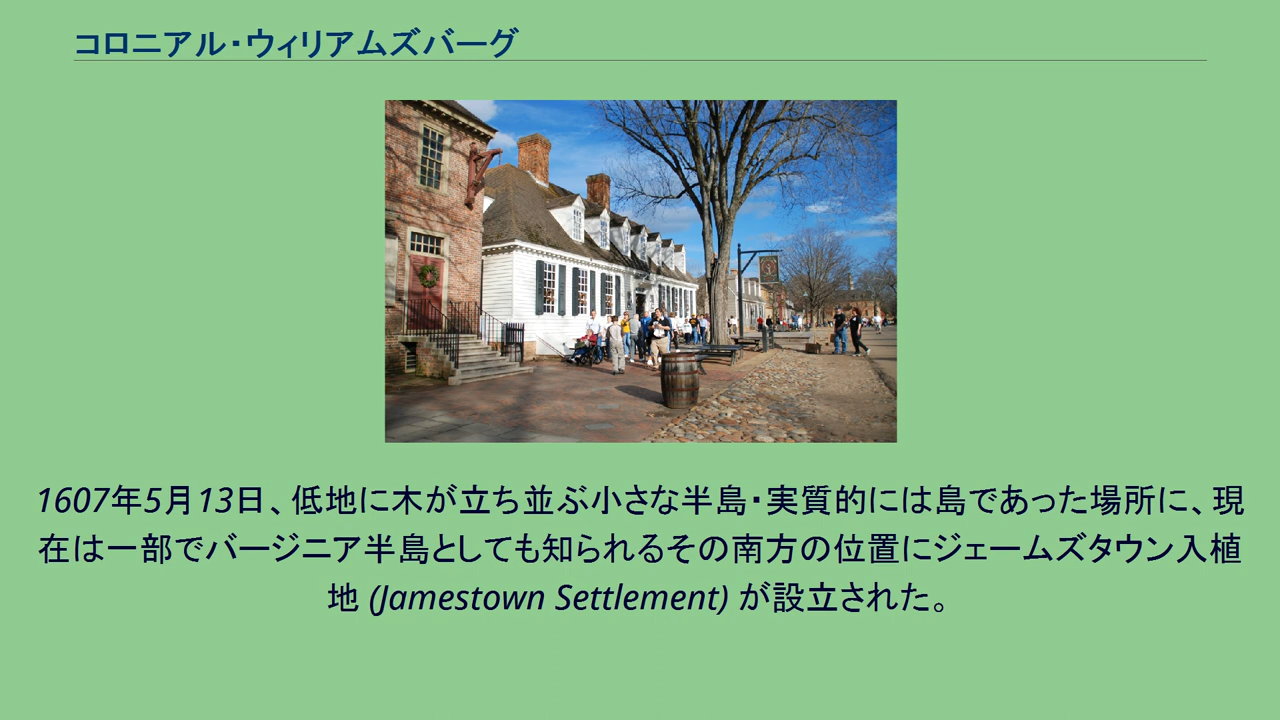 コロニアル・ウィリアムズバーグ
1607年5月13日、低地に木が立ち並ぶ小さな半島・実質的には島であった場所に、現
在は一部でバージニア半島としても知られるその南方の位置にジェームズタウン入植
地 (Jamestown Settlement) が設立された。